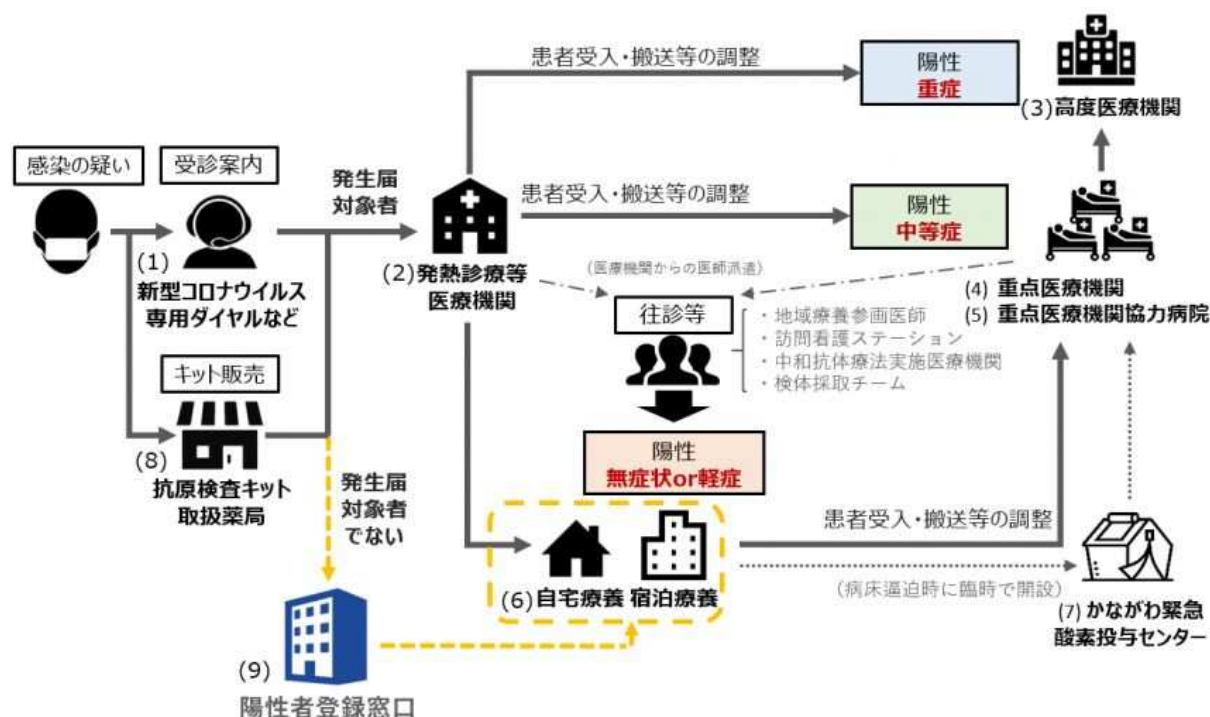 患者受入・搬送等の調整
陽性
重症
(3)高度医療機関
感染の疑い
受診案内
発生届
対象者
患者受入・搬送等の調整
陽性
中等症
(1)
新型コロナウイルス
専用ダイヤルなど
(2)発熱診療等
医療機関
(医療機関からの医師派遣)
(4) 重点医療機関
(5) 重点医療機関協力病院
往診等
・地域療養参画医師
・訪問看護ステーション
・中和抗体療法実施医療機関
・検体採取チーム
キット販売
(8)
抗原検査キット
取扱薬局
陽性
無症状or軽症
発生届
対象者
でない
患者受入・搬送等の調整
(6)自宅療養 宿泊療養
(病床逼迫時に臨時で開設)
(7) かながわ緊急
酸素投与センター
(9)
陽性者登録窓口